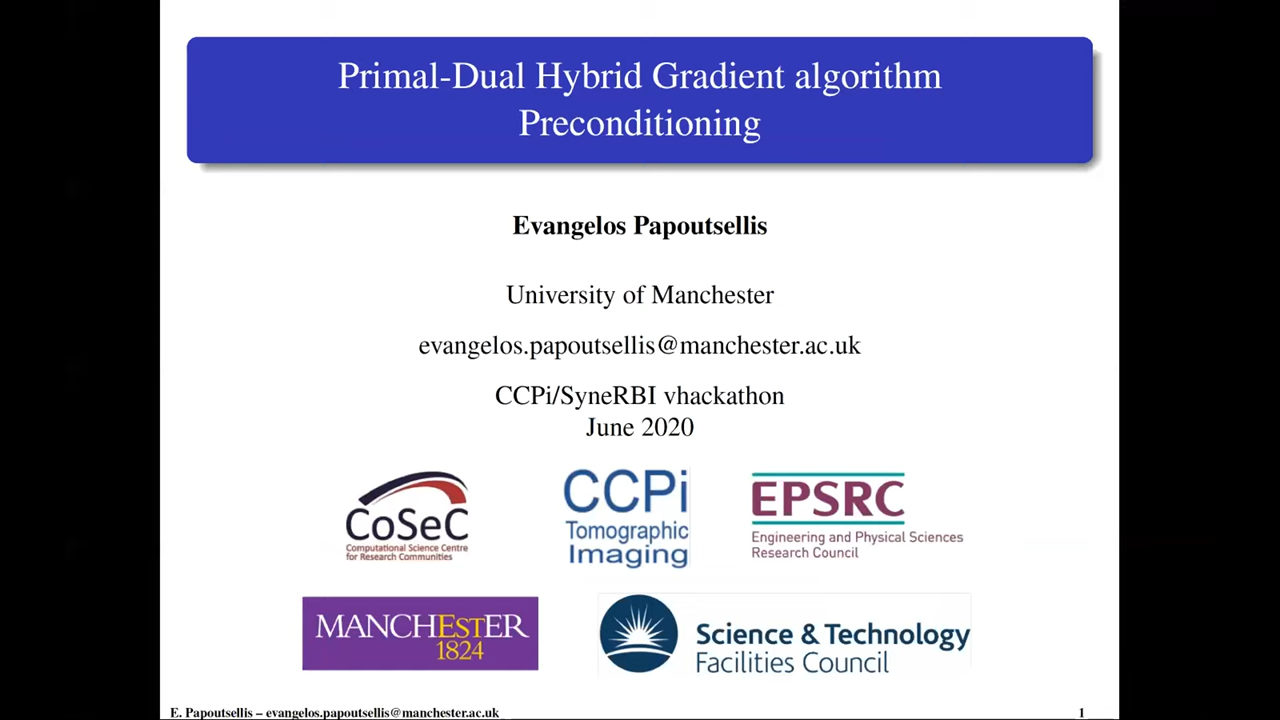 Primal-Dual Hybrid Gradient algorithm
Preconditioning
Evangelos Papoutsellis
University of Manchester
evangelos.papoutsellis@manchester.ac.uk
CCPi/SyneRBI vhackathon
June 2020
CoSeC
Computational Science Centre
for Research Communities
CCPi
Tomographic
Imaging
EPSRC
Engineering and Physical Sciences
Research Council
MANCHESTER
1824
Science & Technology
Facilities Council
E. Papoutsellis – evangelos.papoutsellis@manchester.ac.uk 1